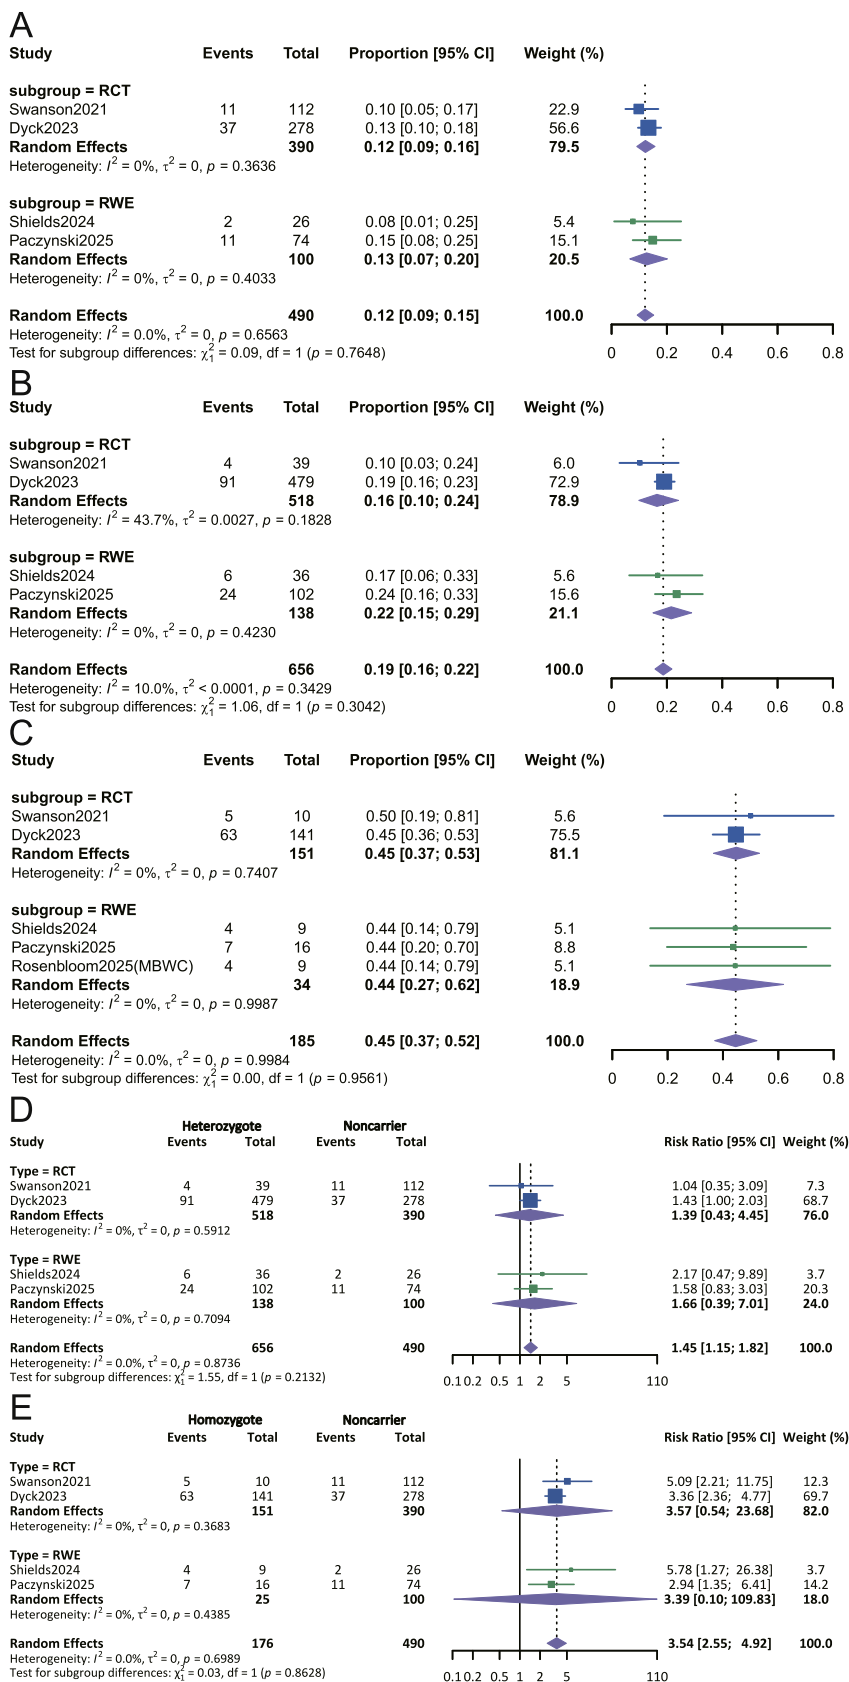 A
Study Events Total Proportion [95% CI] Weight (%)
subgroup = RCT
Swanson2021 11 112 0.10 [0.05; 0.17] 22.9
Dyck2023 37 278 0.13 [0.10; 0.18] 56.6
Random Effects 390 0.12 [0.09; 0.16] 79.5
Heterogeneity: I² = 0%, τ² = 0, p = 0.3636
subgroup = RWE
Shields2024 2 26 0.08 [0.01; 0.25] 5.4
Paczynski2025 11 74 0.15 [0.08; 0.25] 15.1
Random Effects 100 0.13 [0.07; 0.20] 20.5
Heterogeneity: I² = 0%, τ² = 0, p = 0.4033
Random Effects 490 0.12 [0.09; 0.15] 100.0
Heterogeneity: I² = 0.0%, τ² = 0, p = 0.6563
Test for subgroup differences: χ²₁ = 0.09, df = 1 (p = 0.7648)
0 0.2 0.4 0.6 0.8
B
Study Events Total Proportion [95% CI] Weight (%)
subgroup = RCT
Swanson2021 4 39 0.10 [0.03; 0.24] 6.0
Dyck2023 91 479 0.19 [0.16; 0.23] 72.9
Random Effects 518 0.16 [0.10; 0.24] 78.9
Heterogeneity: I² = 43.7%, τ² = 0.0027, p = 0.1828
subgroup = RWE
Shields2024 6 36 0.17 [0.06; 0.33] 5.6
Paczynski2025 24 102 0.24 [0.16; 0.33] 15.6
Random Effects 138 0.22 [0.15; 0.29] 21.1
Heterogeneity: I² = 0%, τ² = 0, p = 0.4230
Random Effects 656 0.19 [0.16; 0.22] 100.0
Heterogeneity: I² = 10.0%, τ² < 0.0001, p = 0.3429
Test for subgroup differences: χ²₁ = 1.06, df = 1 (p = 0.3042)
0 0.2 0.4 0.6 0.8
C
Study Events Total Proportion [95% CI] Weight (%)
subgroup = RCT
Swanson2021 5 10 0.50 [0.19; 0.81] 5.6
Dyck2023 63 141 0.45 [0.36; 0.53] 75.5
Random Effects 151 0.45 [0.37; 0.53] 81.1
Heterogeneity: I² = 0%, τ² = 0, p = 0.7407
subgroup = RWE
Shields2024 4 9 0.44 [0.14; 0.79] 5.1
Paczynski2025 7 16 0.44 [0.20; 0.70] 8.8
Rosenbloom2025(MBWC) 4 9 0.44 [0.14; 0.79] 5.1
Random Effects 34 0.44 [0.27; 0.62] 18.9
Heterogeneity: I² = 0%, τ² = 0, p = 0.9987
Random Effects 185 0.45 [0.37; 0.52] 100.0
Heterogeneity: I² = 0.0%, τ² = 0, p = 0.9984
Test for subgroup differences: χ²₁ = 0.00, df = 1 (p = 0.9561)
0 0.2 0.4 0.6 0.8
D
Heterozygote Noncarrier
Study Events Total Events Total Risk Ratio [95% CI] Weight (%)
Type = RCT
Swanson2021 4 39 11 112 1.04 [0.35; 3.09] 7.3
Dyck2023 91 479 37 278 1.43 [1.00; 2.03] 68.7
Random Effects 518 390 1.39 [0.43; 4.45] 76.0
Heterogeneity: I² = 0%, τ² = 0, p = 0.5912
Type = RWE
Shields2024 6 36 2 26 2.17 [0.47; 9.89] 3.7
Paczynski2025 24 102 11 74 1.58 [0.83; 3.03] 20.3
Random Effects 138 100 1.66 [0.39; 7.01] 24.0
Heterogeneity: I² = 0%, τ² = 0, p = 0.7094
Random Effects 656 490 1.45 [1.15; 1.82] 100.0
Heterogeneity: I² = 0.0%, τ² = 0, p = 0.8736
Test for subgroup differences: χ²₁ = 1.55, df = 1 (p = 0.2132)
0.1 0.2 0.5 1 2 5 110
E
Homozygote Noncarrier
Study Events Total Events Total Risk Ratio [95% CI] Weight (%)
Type = RCT
Swanson2021 5 10 11 112 5.09 [2.21; 11.75] 12.3
Dyck2023 63 141 37 278 3.36 [2.36; 4.77] 69.7
Random Effects 151 390 3.57 [0.54; 23.68] 82.0
Heterogeneity: I² = 0%, τ² = 0, p = 0.3683
Type = RWE
Shields2024 4 9 2 26 5.78 [1.27; 26.38] 3.7
Paczynski2025 7 16 11 74 2.94 [1.35; 6.41] 14.2
Random Effects 25 100 3.39 [0.10; 109.83] 18.0
Heterogeneity: I² = 0%, τ² = 0, p = 0.4385
Random Effects 176 490 3.54 [2.55; 4.92] 100.0
Heterogeneity: I² = 0.0%, τ² = 0, p = 0.6989
Test for subgroup differences: χ²₁ = 0.03, df = 1 (p = 0.8628)
0.1 0.2 0.5 1 2 5 110